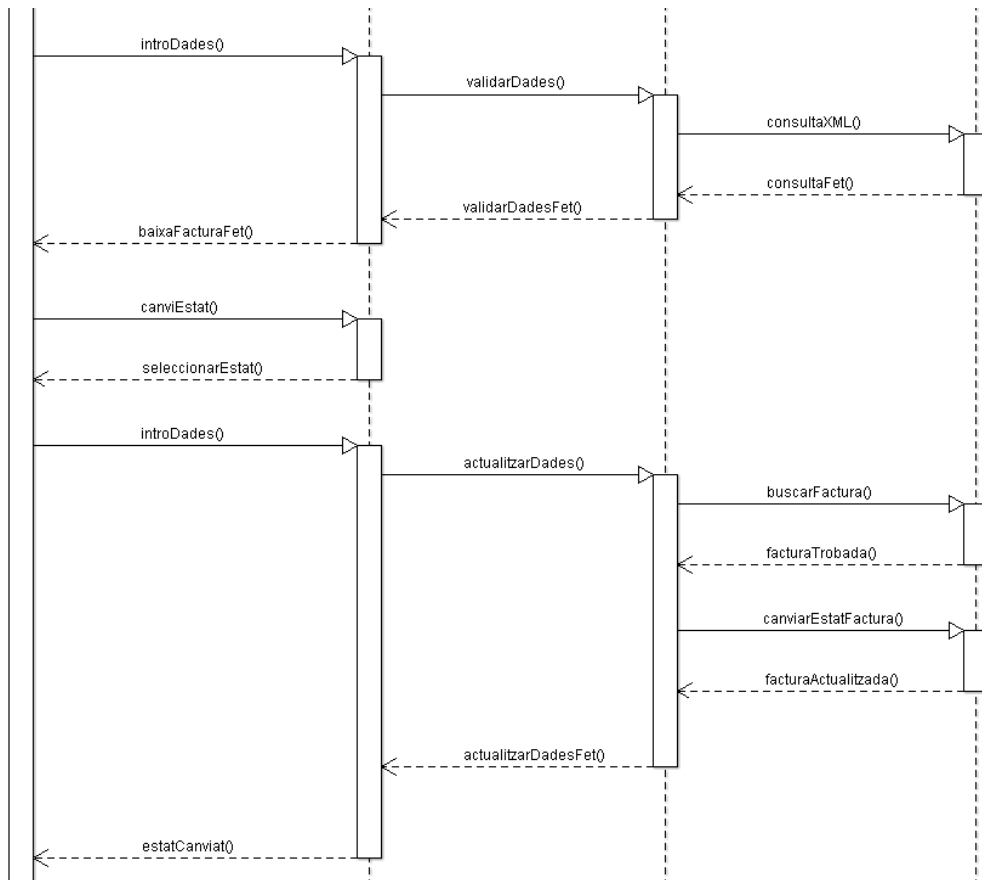 introDades()
validarDades()
consultaXML()
consultaFet()
validarDadesFet()
baixaFacturaFet()
canviEstat()
seleccionarEstat()
introDades()
actualitzarDades()
buscarFactura()
facturaTrobada()
canviarEstatFactura()
facturaActualitzada()
actualitzarDadesFet()
estatCanviat()